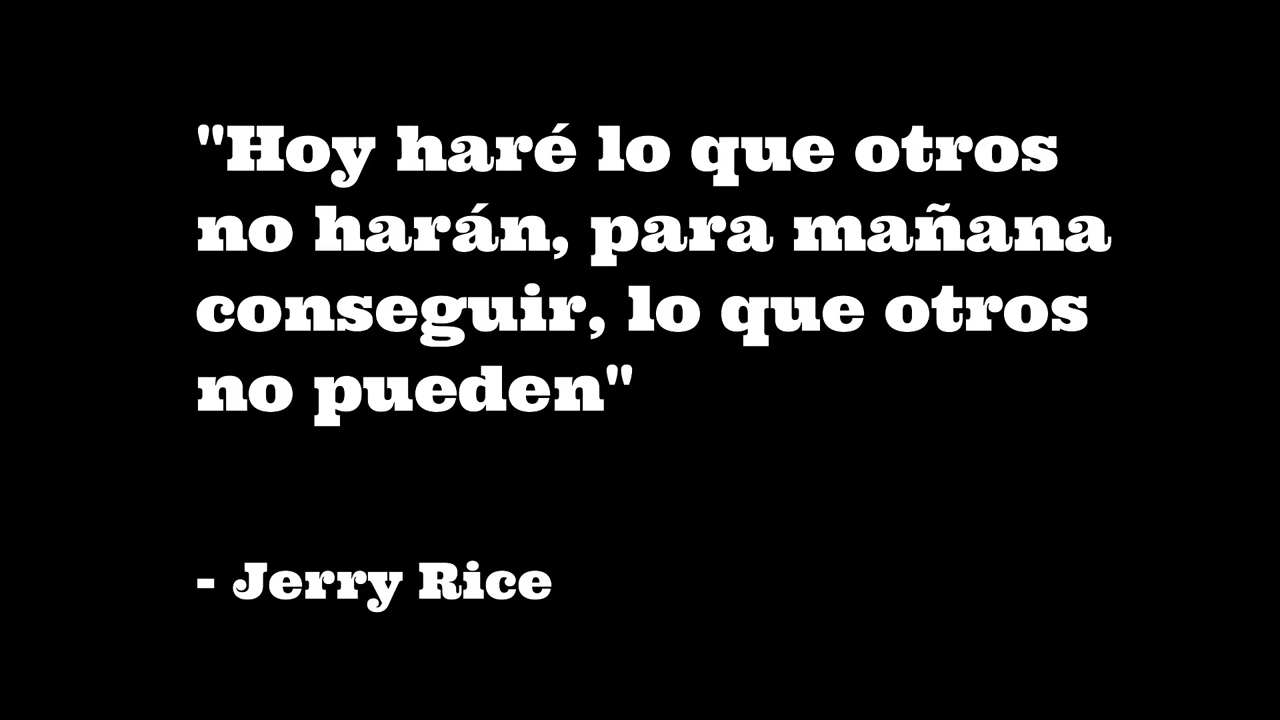 "Hoy haré lo que otros
no harán, para mañana
conseguir, lo que otros
no pueden"
- Jerry Rice